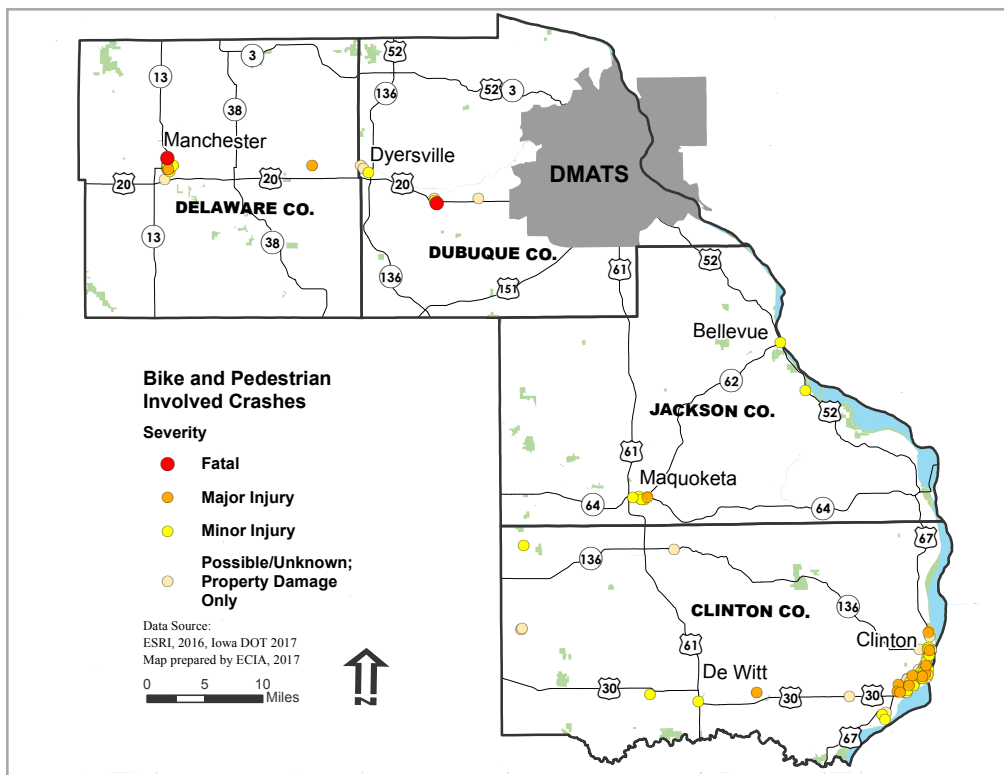 52
3
13
136
52
3
38
Manchester
Dyersville
DMATS
20
20
20
DELAWARE CO.
13
38
DUBUQUE CO.
136
151
61
52
Bellevue
62
52
JACKSON CO.
61
Maquoketa
64
64
67
136
136
CLINTON CO.
Clinton
61
De Witt
30
30
30
67
Bike and Pedestrian
Involved Crashes
Severity
Fatal
Major Injury
Minor Injury
Possible/Unknown;
Property Damage
Only
Data Source:
ESRI, 2016, Iowa DOT 2017
Map prepared by ECIA, 2017
0 5 10
Miles
N